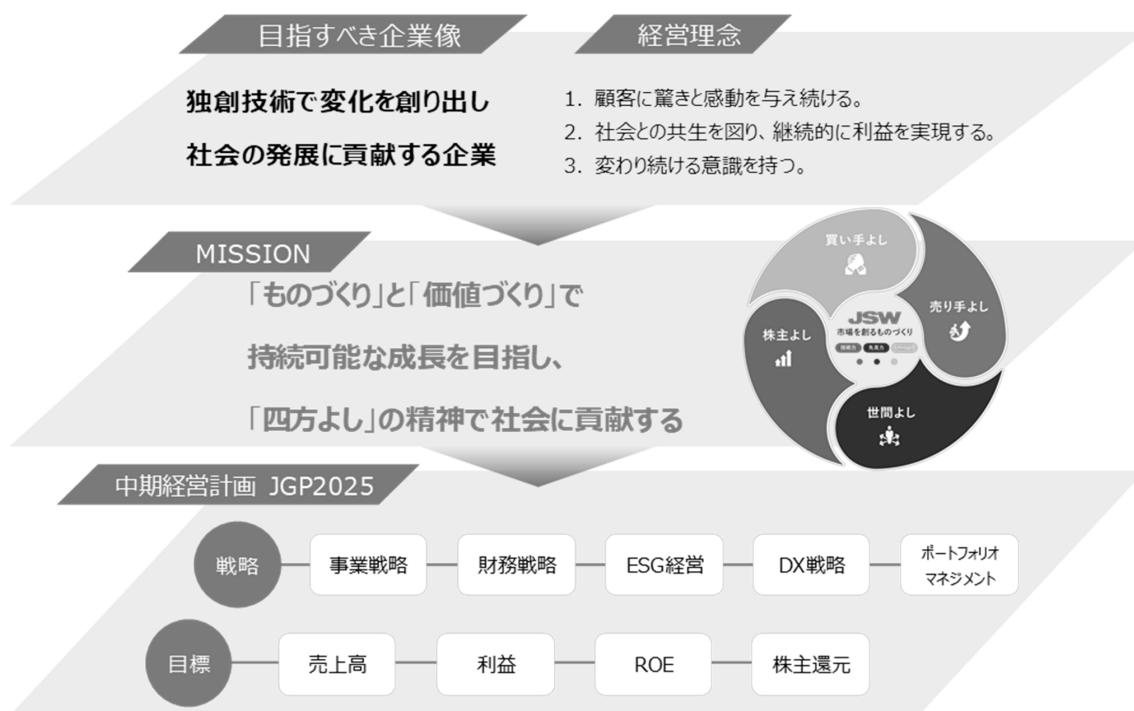 目指すべき企業像
経営理念
独創技術で変化を創り出し
社会の発展に貢献する企業
1. 顧客に驚きと感動を与え続ける。
2. 社会との共生を図り、継続的に利益を実現する。
3. 変わり続ける意識を持つ。
MISSION
「ものづくり」と「価値づくり」で
持続可能な成長を目指し、
「四方よし」の精神で社会に貢献する
買い手よし
売り手よし
世間よし
株主よし
JSW
市場を創るものづくり
中期経営計画 JGP2025
戦略
事業戦略
財務戦略
ESG経営
DX戦略
ポートフォリオ
マネジメント
目標
売上高
利益
ROE
株主還元